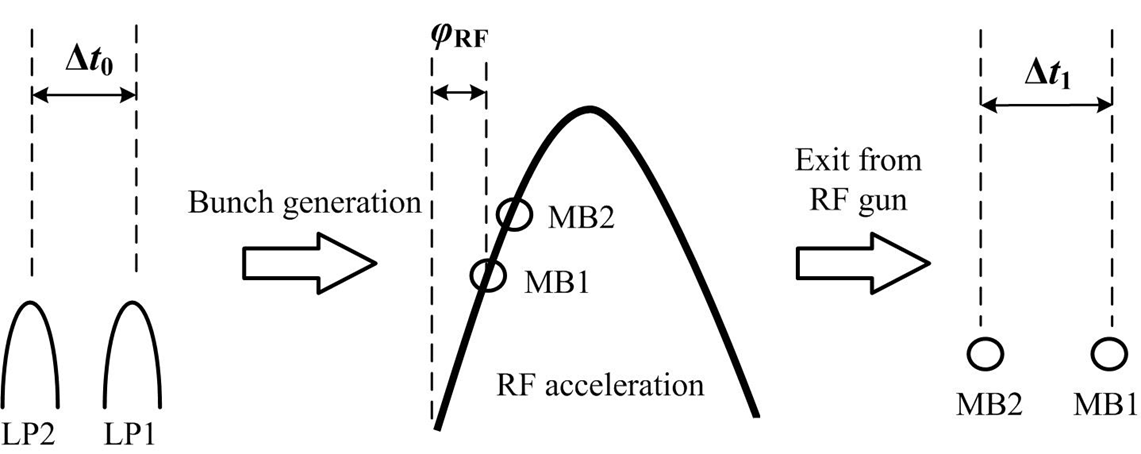 Δt₀
φRF
Δt₁
Bunch generation
Exit from
RF gun
MB2
MB1
RF acceleration
LP2
LP1
MB2
MB1